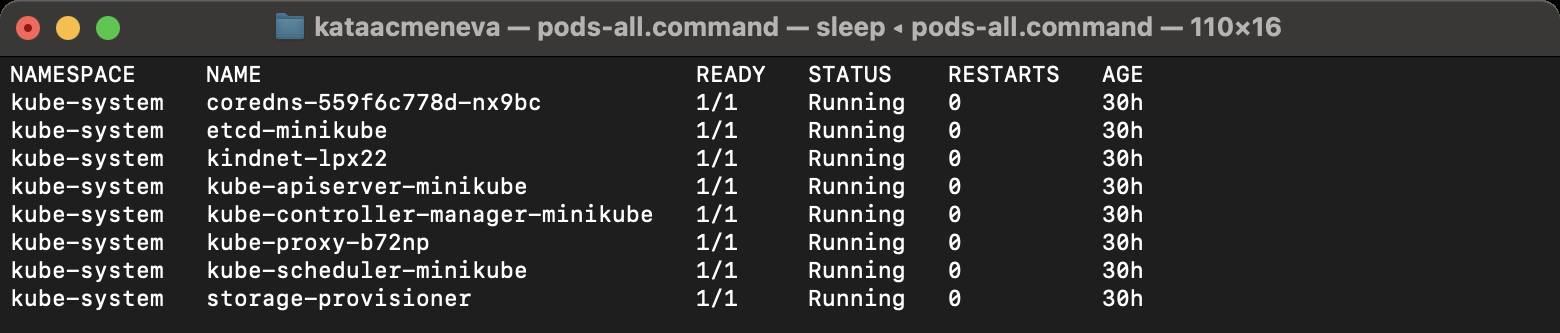 kataacmeneva — pods-all.command — sleep ◂ pods-all.command — 110×16
NAMESPACE NAME READY STATUS RESTARTS AGE
kube-system coredns-559f6c778d-nx9bc 1/1 Running 0 30h
kube-system etcd-minikube 1/1 Running 0 30h
kube-system kindnet-lpx22 1/1 Running 0 30h
kube-system kube-apiserver-minikube 1/1 Running 0 30h
kube-system kube-controller-manager-minikube 1/1 Running 0 30h
kube-system kube-proxy-b72np 1/1 Running 0 30h
kube-system kube-scheduler-minikube 1/1 Running 0 30h
kube-system storage-provisioner 1/1 Running 0 30h